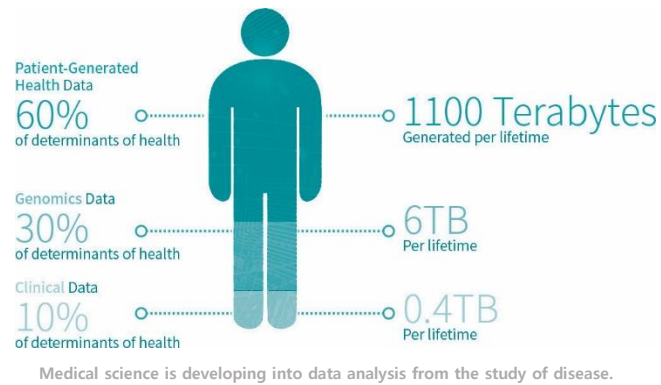 Patient-Generated
Health Data
60%
of determinants of health
1100 Terabytes
Generated per lifetime
Genomics Data
30%
of determinants of health
6TB
Per lifetime
Clinical Data
10%
of determinants of health
0.4TB
Per lifetime
Medical science is developing into data analysis from the study of disease.